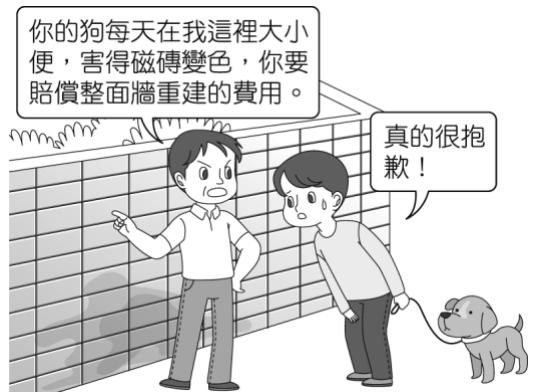 你的狗每天在我這裡大小
便，害得磁磚變色，你要
賠償整面牆重建的費用。
真的很抱
歉！